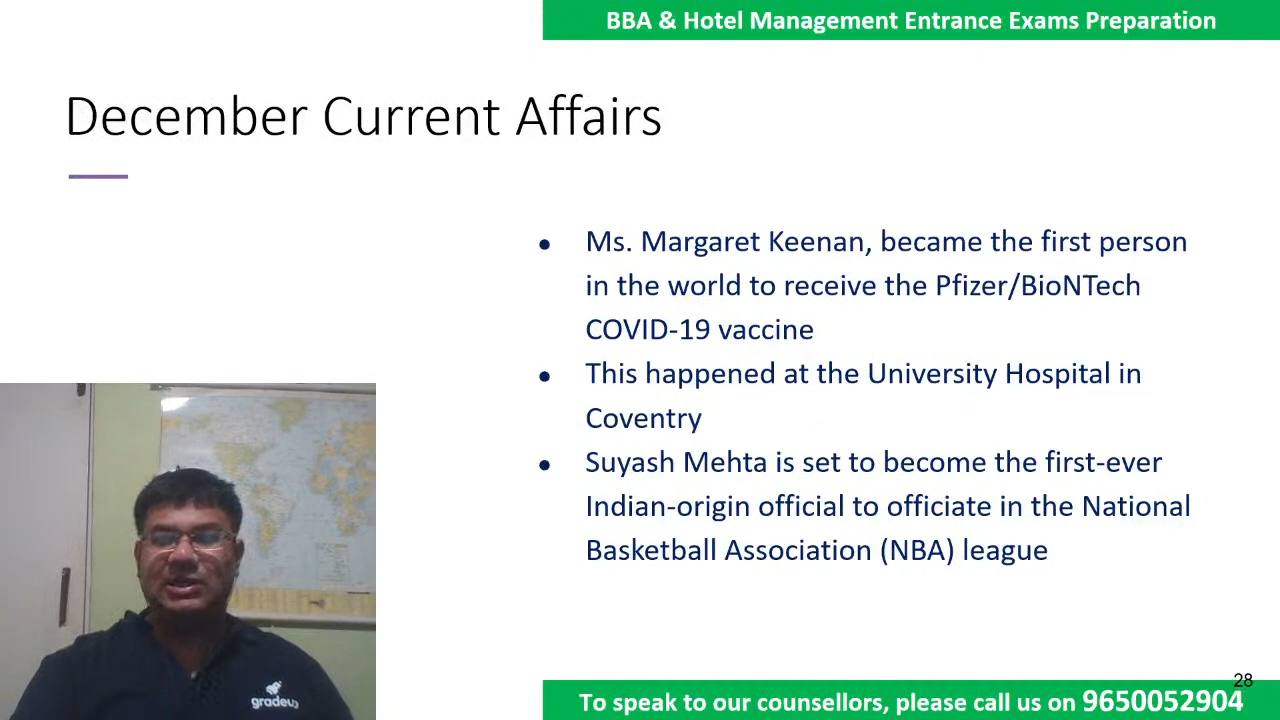 BBA & Hotel Management Entrance Exams Preparation
December Current Affairs
• Ms. Margaret Keenan, became the first person
in the world to receive the Pfizer/BioNTech
COVID-19 vaccine
• This happened at the University Hospital in
Coventry
• Suyash Mehta is set to become the first-ever
Indian-origin official to officiate in the National
Basketball Association (NBA) league
gradeup
28
To speak to our counsellors, please call us on 9650052904